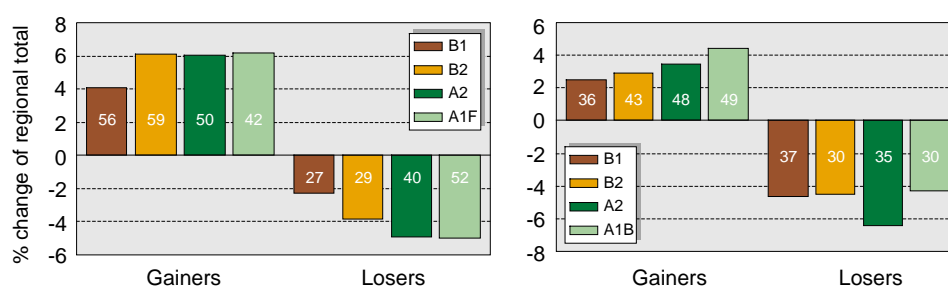 % change of regional total
8
6
4
2
0
-2
-4
-6
B1
B2
A2
A1F
56
59
50
42
27
29
40
52
Gainers
Losers
6
4
2
0
-2
-4
-6
-8
36
43
48
49
37
30
35
30
B1
B2
A2
A1B
Gainers
Losers